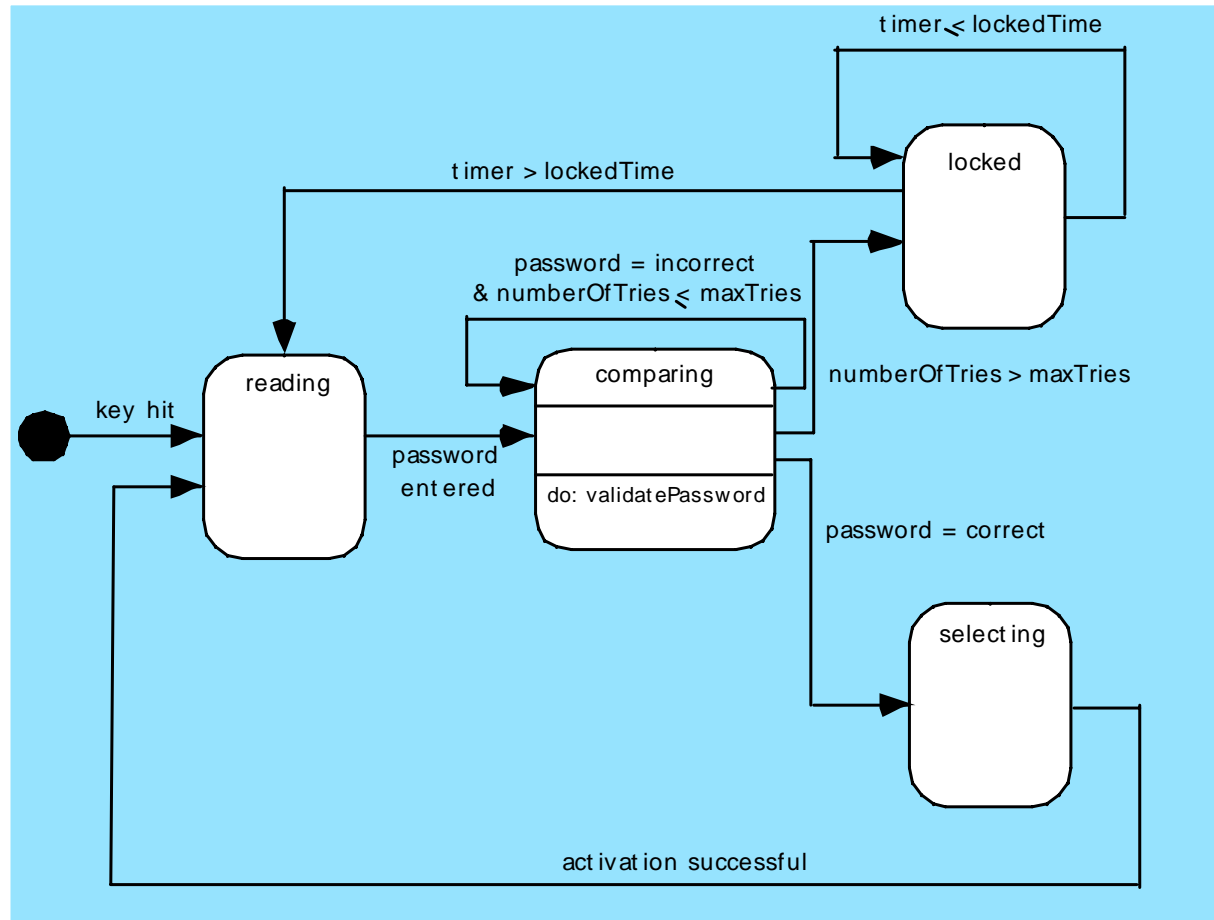 timer ≤ lockedTime
locked
timer > lockedTime
password = incorrect
& numberOfTries ≤ maxTries
comparing
numberOfTries > maxTries
reading
key hit
password
entered
do: validatePassword
password = correct
selecting
activation successful